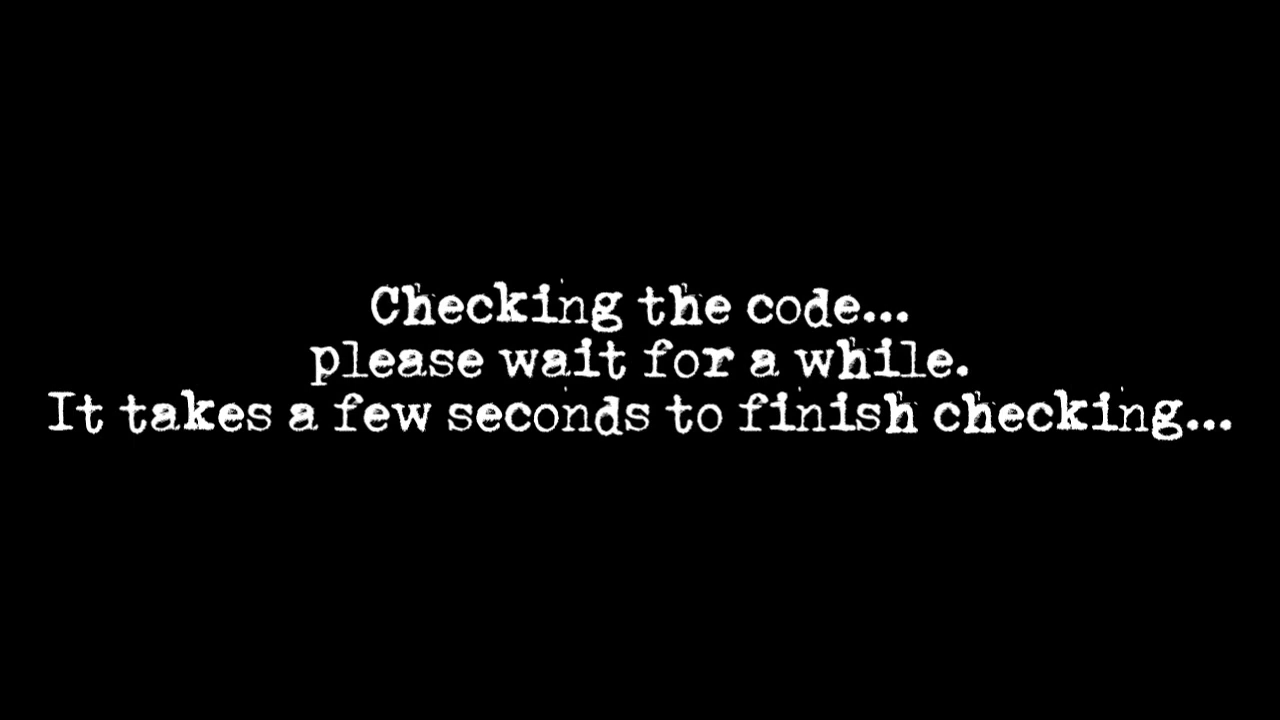 Checking the code...
please wait for a while.
It takes a few seconds to finish checking...